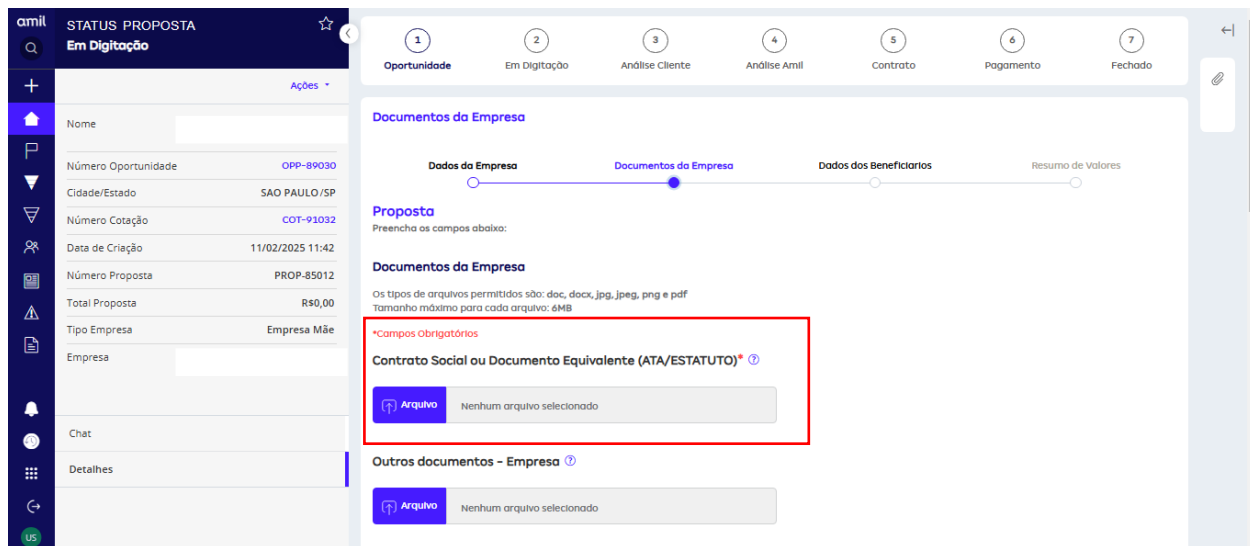 amil
STATUS PROPOSTA
Em Digitação
Ações
Nome
Número Oportunidade OPP-89030
Cidade/Estado SAO PAULO/SP
Número Cotação COT-91032
Data de Criação 11/02/2025 11:42
Número Proposta PROP-85012
Total Proposta R$0,00
Tipo Empresa Empresa Mãe
Empresa
Chat
Detalhes
US
1 2 3 4 5 6 7
Oportunidade Em Digitação Análise Cliente Análise Amil Contrato Pagamento Fechado
Documentos da Empresa
Dados da Empresa Documentos da Empresa Dados dos Beneficiários Resumo de Valores
Proposta
Preencha os campos abaixo:
Documentos da Empresa
Os tipos de arquivos permitidos são: doc, docx, jpg, jpeg, png e pdf
Tamanho máximo para cada arquivo: 6MB
*Campos Obrigatórios
Contrato Social ou Documento Equivalente (ATA/ESTATUTO)* ?
Arquivo Nenhum arquivo selecionado
Outros documentos - Empresa ?
Arquivo Nenhum arquivo selecionado